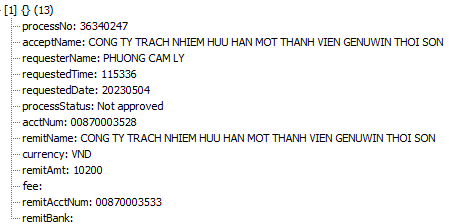 [1] {} (13)
processNo: 36340247
acceptName: CONG TY TRACH NHIEM HUU HAN MOT THANH VIEN GENUWIN THOI SON
requesterName: PHUONG CAM LY
requestedTime: 115336
requestedDate: 20230504
processStatus: Not approved
acctNum: 00870003528
remitName: CONG TY TRACH NHIEM HUU HAN MOT THANH VIEN GENUWIN THOI SON
currency: VND
remitAmt: 10200
fee:
remitAcctNum: 00870003533
remitBank: